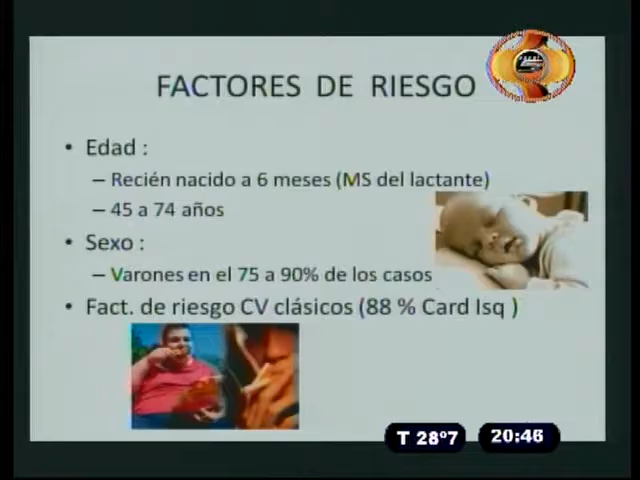 FACTORES DE RIESGO
• Edad :
– Recién nacido a 6 meses (MS del lactante)
– 45 a 74 años
• Sexo :
– Varones en el 75 a 90% de los casos
• Fact. de riesgo CV clásicos (88 % Card Isq )
T 28º7
20:46